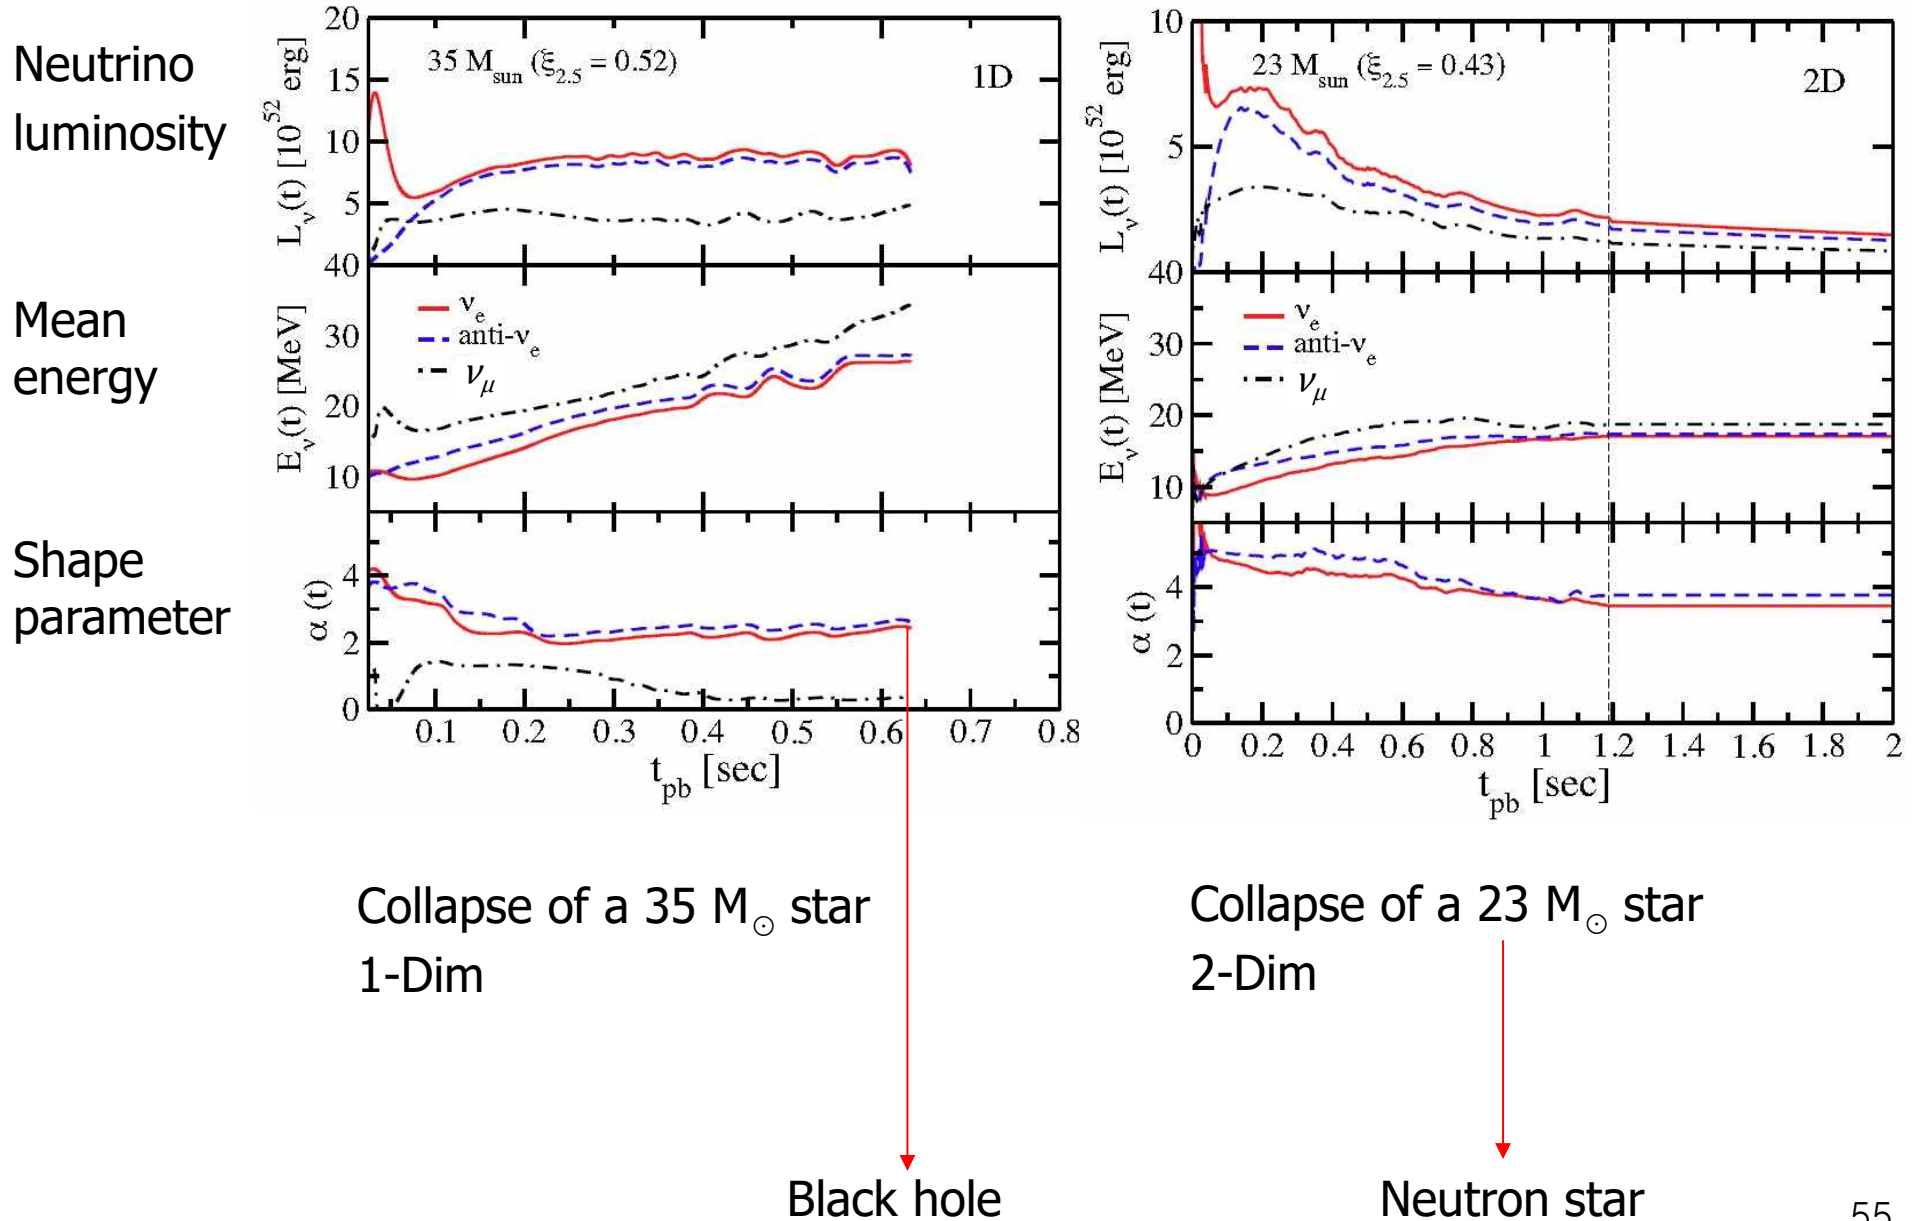 Neutrino
luminosity
Mean
energy
Shape
parameter
20
15
10
5
40
30
20
10
4
2
0
L_ν(t) [10^52 erg]
E_ν(t) [MeV]
α (t)
35 M_sun (ξ_2.5 = 0.52)
1D
ν_e
anti-ν_e
ν_μ
0.1 0.2 0.3 0.4 0.5 0.6 0.7 0.8
t_pb [sec]
10
5
40
30
20
10
4
2
0
L_ν(t) [10^52 erg]
E_ν(t) [MeV]
α (t)
23 M_sun (ξ_2.5 = 0.43)
2D
ν_e
anti-ν_e
ν_μ
0 0.2 0.4 0.6 0.8 1 1.2 1.4 1.6 1.8 2
t_pb [sec]
Collapse of a 35 M_☉ star
1-Dim
Collapse of a 23 M_☉ star
2-Dim
Black hole
Neutron star
55